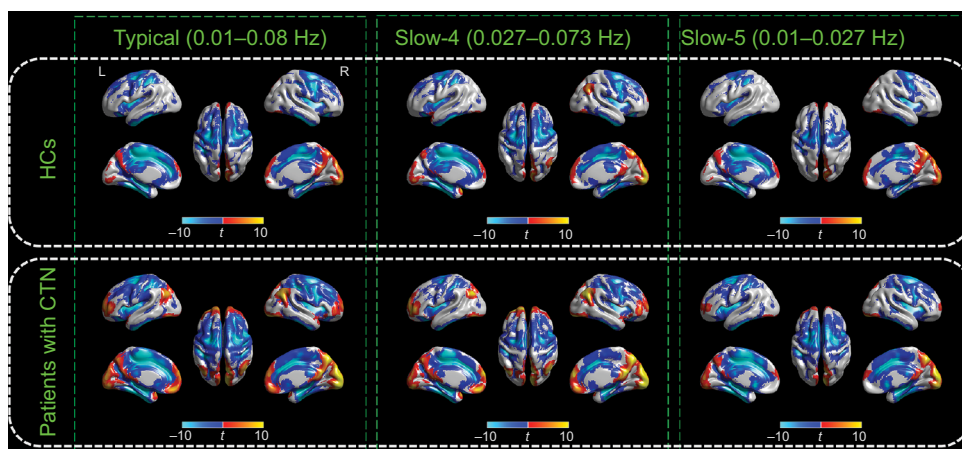 Typical (0.01–0.08 Hz) Slow-4 (0.027–0.073 Hz) Slow-5 (0.01–0.027 Hz)
L R
HCs
–10 t 10 –10 t 10 –10 t 10
Patients with CTN
–10 t 10 –10 t 10 –10 t 10